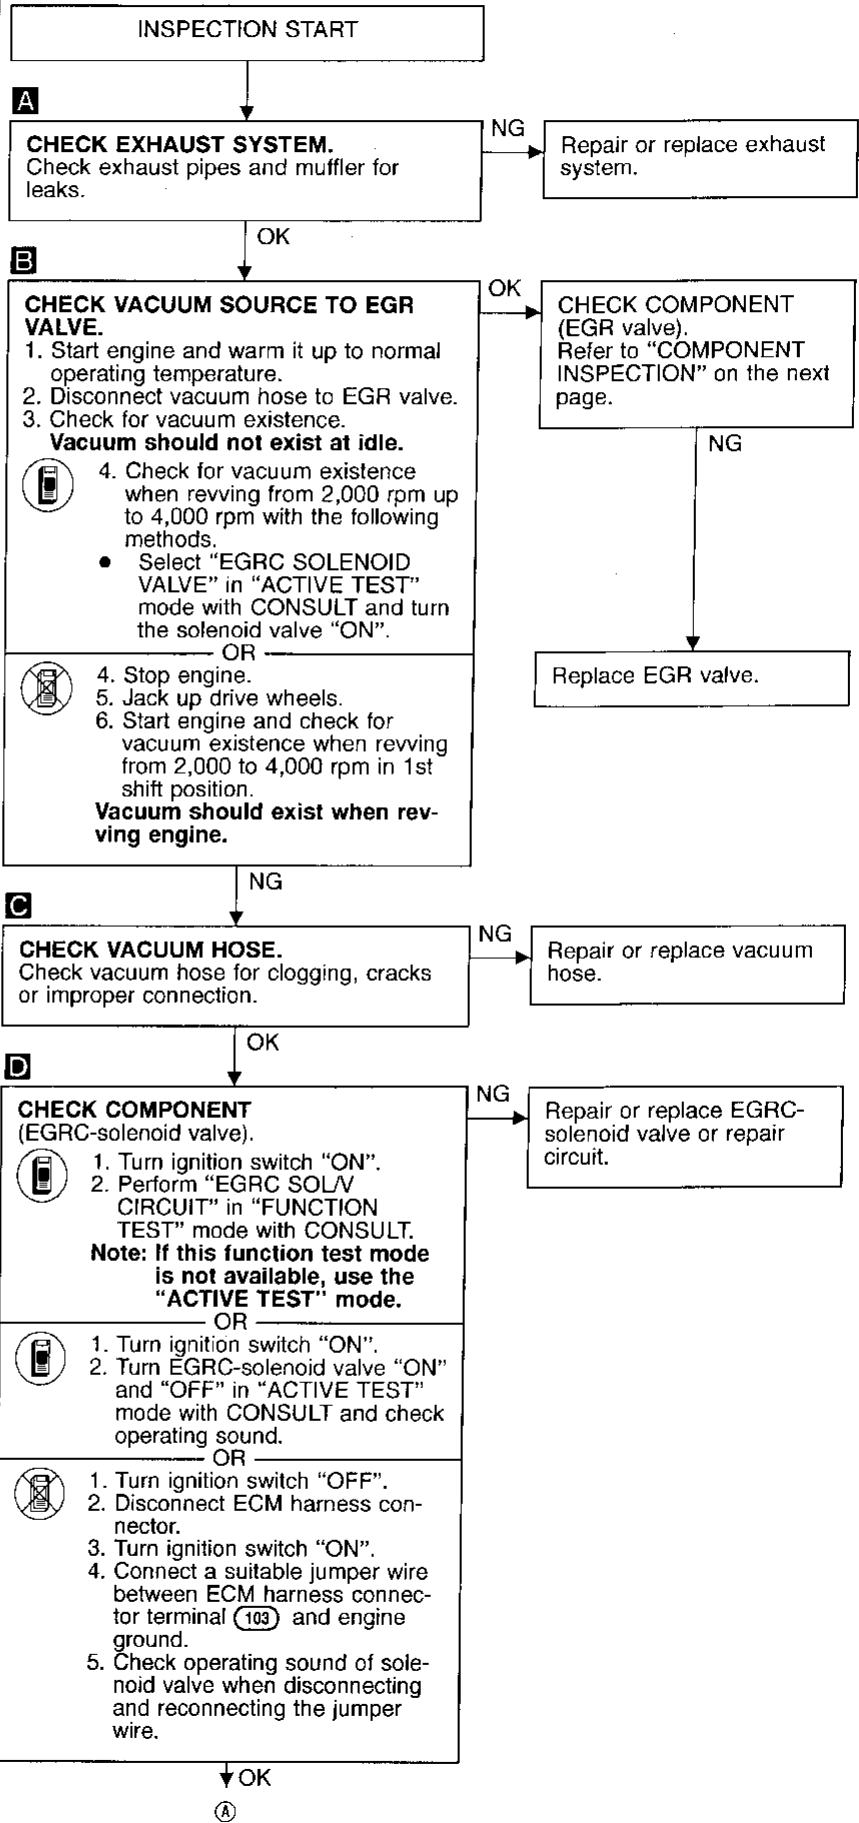 INSPECTION START
A
CHECK EXHAUST SYSTEM.
Check exhaust pipes and muffler for
leaks.
NG
Repair or replace exhaust
system.
OK
B
CHECK VACUUM SOURCE TO EGR
VALVE.
1. Start engine and warm it up to normal
operating temperature.
2. Disconnect vacuum hose to EGR valve.
3. Check for vacuum existence.
Vacuum should not exist at idle.
4. Check for vacuum existence
when revving from 2,000 rpm up
to 4,000 rpm with the following
methods.
● Select “EGRC SOLENOID
VALVE” in “ACTIVE TEST”
mode with CONSULT and turn
the solenoid valve “ON”.
OR
4. Stop engine.
5. Jack up drive wheels.
6. Start engine and check for
vacuum existence when revving
from 2,000 to 4,000 rpm in 1st
shift position.
Vacuum should exist when rev-
ving engine.
OK
CHECK COMPONENT
(EGR valve).
Refer to “COMPONENT
INSPECTION” on the next
page.
NG
Replace EGR valve.
NG
C
CHECK VACUUM HOSE.
Check vacuum hose for clogging, cracks
or improper connection.
NG
Repair or replace vacuum
hose.
OK
D
CHECK COMPONENT
(EGRC-solenoid valve).
1. Turn ignition switch “ON”.
2. Perform “EGRC SOL/V
CIRCUIT” in “FUNCTION
TEST” mode with CONSULT.
Note: If this function test mode
is not available, use the
“ACTIVE TEST” mode.
OR
1. Turn ignition switch “ON”.
2. Turn EGRC-solenoid valve “ON”
and “OFF” in “ACTIVE TEST”
mode with CONSULT and check
operating sound.
OR
1. Turn ignition switch “OFF”.
2. Disconnect ECM harness con-
nector.
3. Turn ignition switch “ON”.
4. Connect a suitable jumper wire
between ECM harness connec-
tor terminal 103 and engine
ground.
5. Check operating sound of sole-
noid valve when disconnecting
and reconnecting the jumper
wire.
NG
Repair or replace EGRC-
solenoid valve or repair
circuit.
OK
Ⓐ